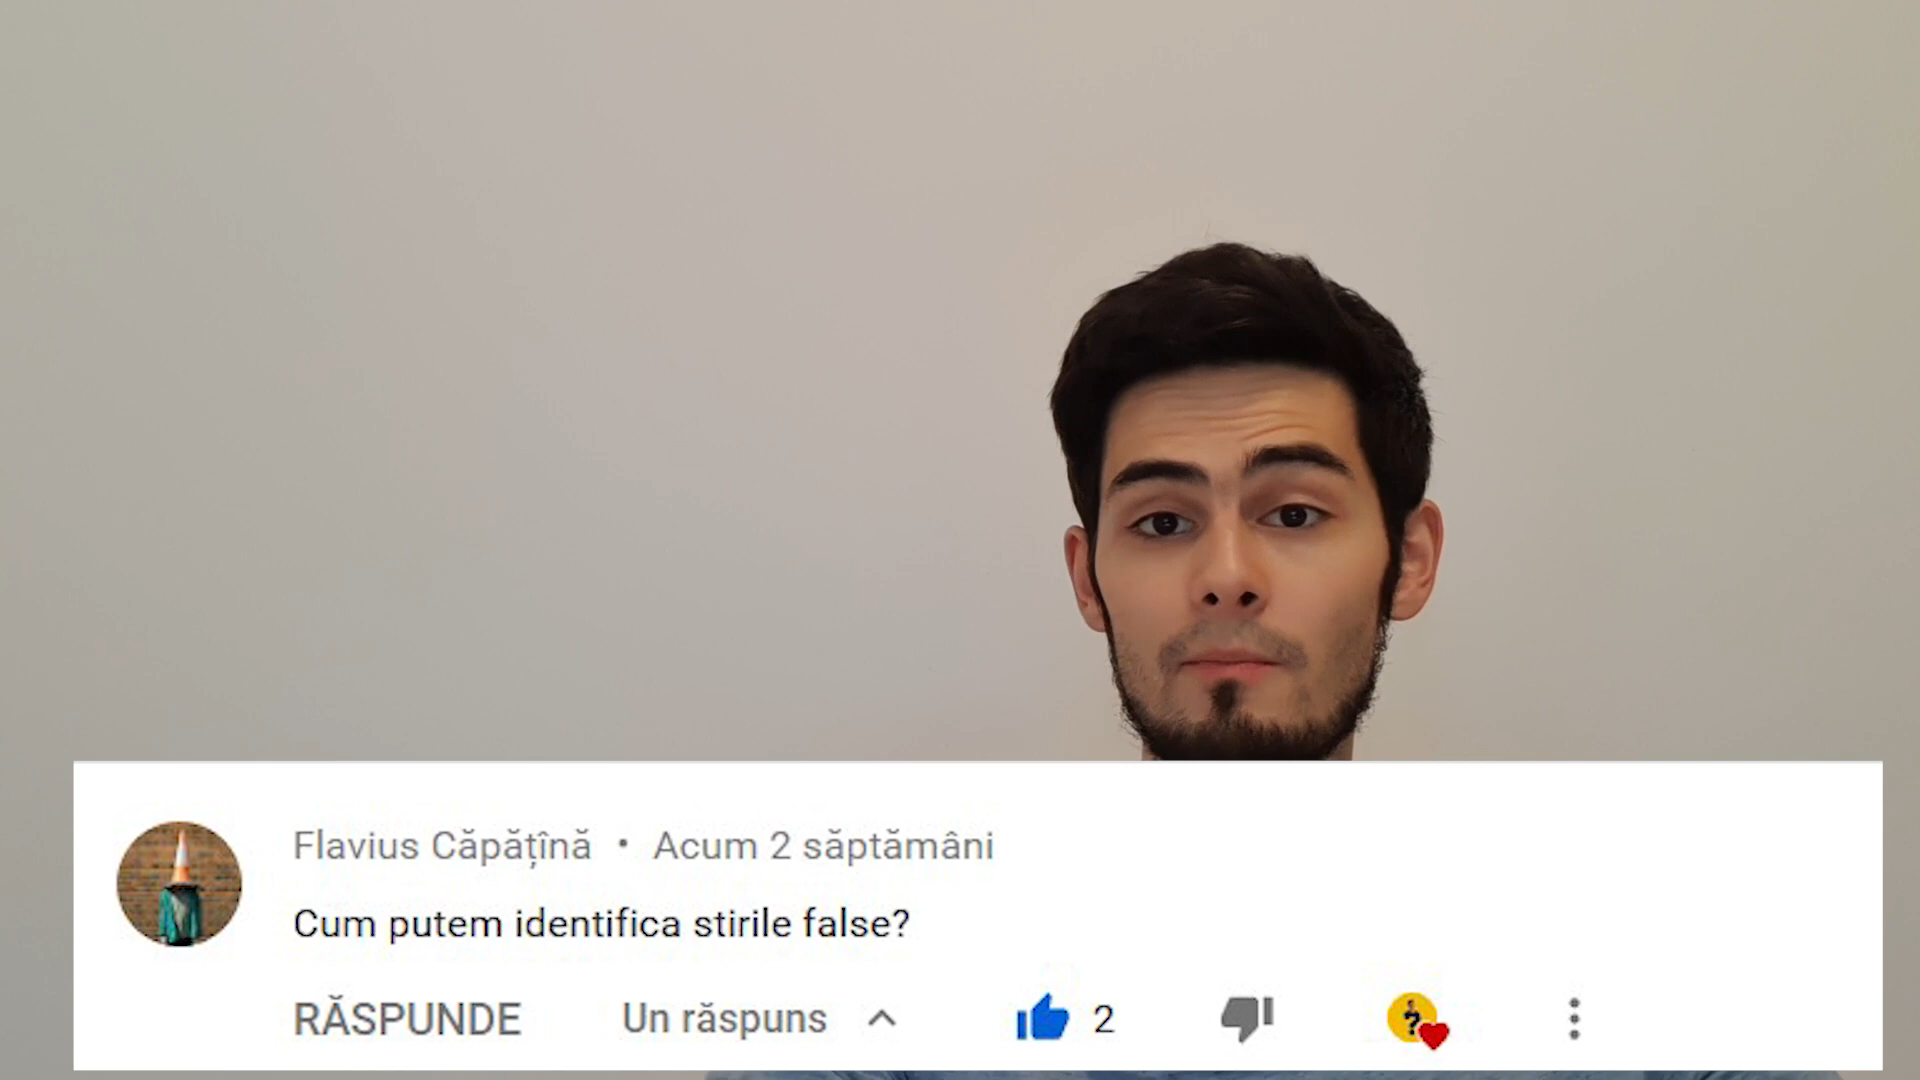 Flavius Căpățînă • Acum 2 săptămâni
Cum putem identifica stirile false?
RĂSPUNDE Un răspuns 2
?